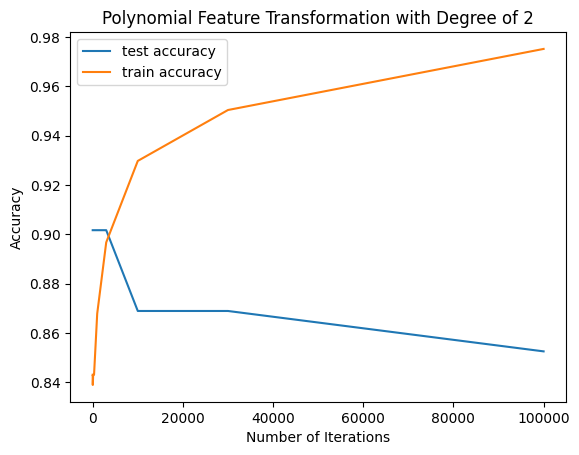 Polynomial Feature Transformation with Degree of 2
test accuracy
train accuracy
0.98
0.96
0.94
0.92
0.90
0.88
0.86
0.84
Accuracy
0
20000
40000
60000
80000
100000
Number of Iterations